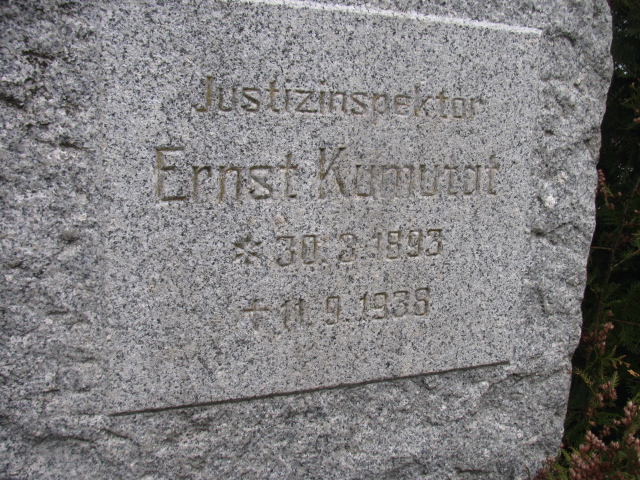 Justizinspektor
Ernst Kumutat
* 30.3.1893
+ 11.9.1938